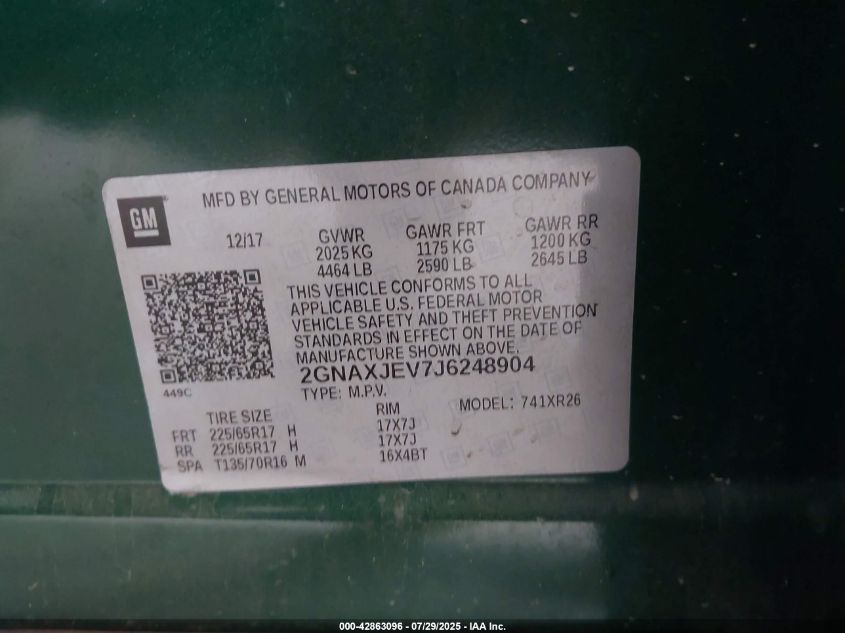 GM
MFD BY GENERAL MOTORS OF CANADA COMPANY
12/17 GVWR GAWR FRT GAWR RR
2025 KG 1175 KG 1200 KG
4464 LB 2590 LB 2645 LB
THIS VEHICLE CONFORMS TO ALL
APPLICABLE U.S. FEDERAL MOTOR
VEHICLE SAFETY AND THEFT PREVENTION
STANDARDS IN EFFECT ON THE DATE OF
MANUFACTURE SHOWN ABOVE.
2GNAXJEV7J6248904
449C
TYPE: M.P.V. MODEL: 741XR26
TIRE SIZE RIM
FRT 225/65R17 H 17X7J
RR 225/65R17 H 17X7J
SPA T135/70R16 M 16X4BT
000-42863096 - 07/29/2025 - IAA Inc.